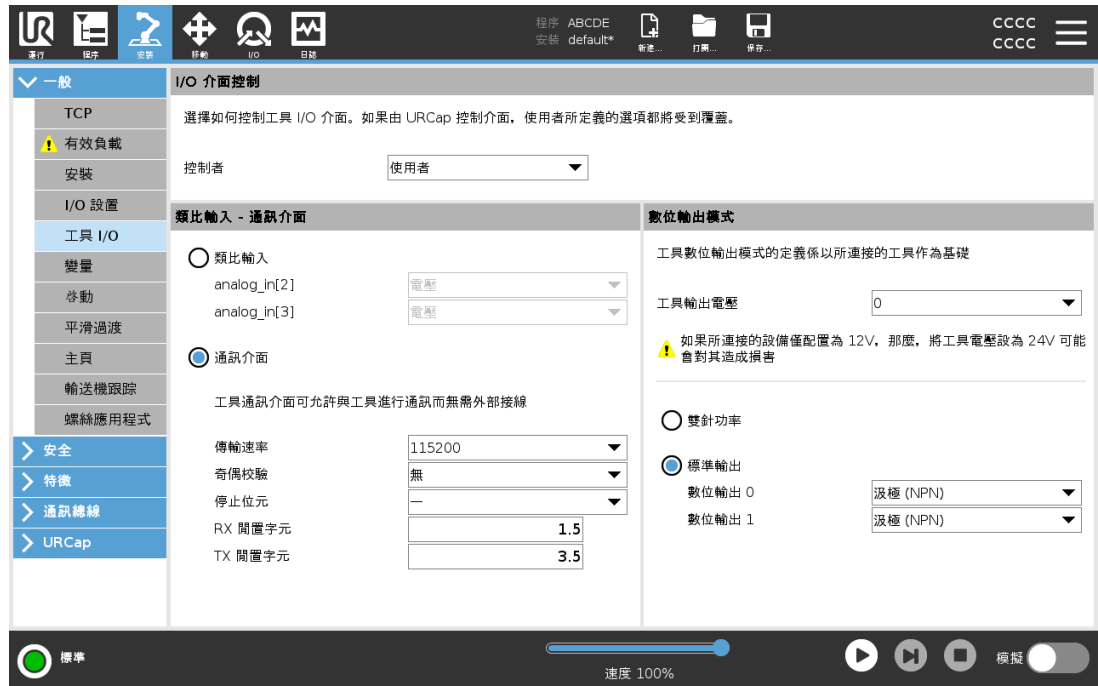 程序 ABCDE
安裝 default*
CCCC
CCCC
運行
程序
安裝
移動
I/O
日誌
新建...
打開...
保存...
一般
TCP
有效負載
安裝
I/O 設置
工具 I/O
變量
啓動
平滑過渡
主頁
輸送機跟踪
螺絲應用程式
安全
特徵
通訊總線
URCap
I/O 介面控制
選擇如何控制工具 I/O 介面。如果由 URCap 控制介面，使用者所定義的選項都將受到覆蓋。
控制者
使用者
類比輸入 - 通訊介面
類比輸入
analog_in[2]
電壓
analog_in[3]
電壓
通訊介面
工具通訊介面可允許與工具進行通訊而無需外部接線
傳輸速率
115200
奇偶校驗
無
停止位元
一
RX 閒置字元
1.5
TX 閒置字元
3.5
數位輸出模式
工具數位輸出模式的定義係以所連接的工具作為基礎
工具輸出電壓
0
如果所連接的設備僅配置為 12V，那麼，將工具電壓設為 24V 可能
會對其造成損害
雙針功率
標準輸出
數位輸出 0
汲極 (NPN)
數位輸出 1
汲極 (NPN)
標準
速度 100%
模擬